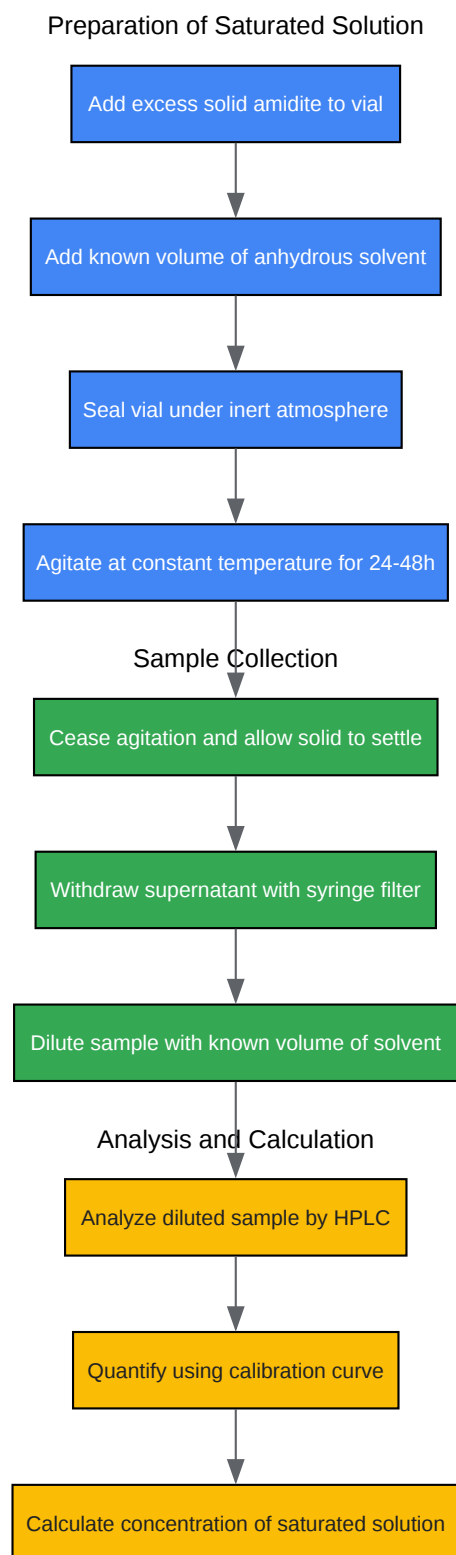 Preparation of Saturated Solution
Add excess solid amidite to vial
Add known volume of anhydrous solvent
Seal vial under inert atmosphere
Agitate at constant temperature for 24-48h
Sample Collection
Cease agitation and allow solid to settle
Withdraw supernatant with syringe filter
Dilute sample with known volume of solvent
Analysis and Calculation
Analyze diluted sample by HPLC
Quantify using calibration curve
Calculate concentration of saturated solution